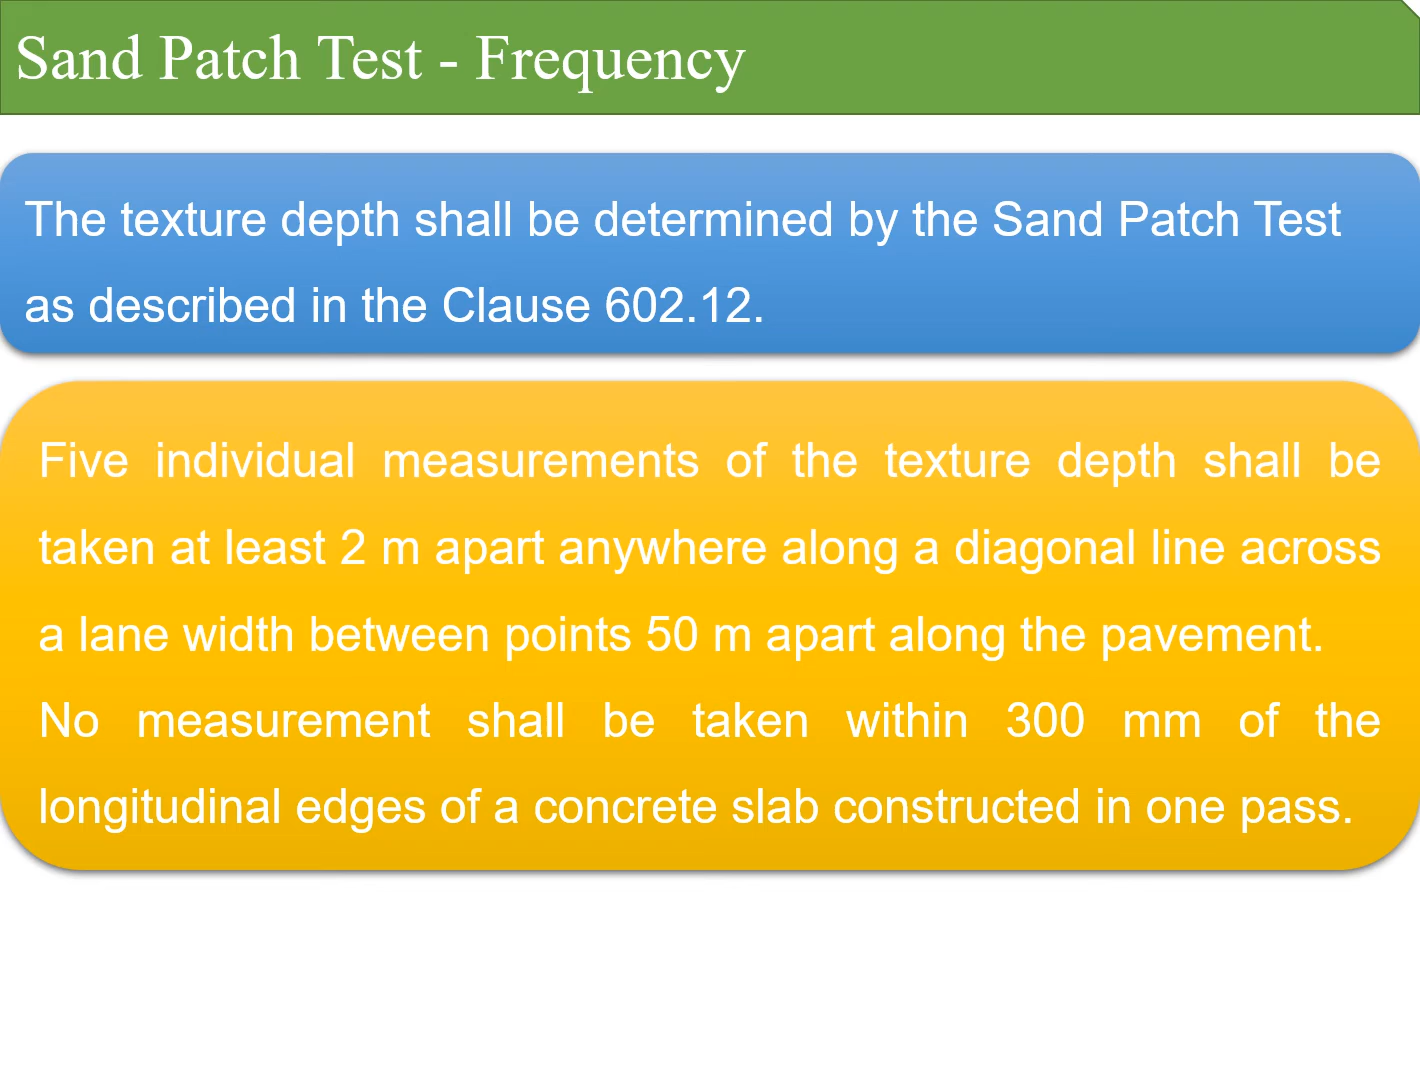 Sand Patch Test - Frequency
The texture depth shall be determined by the Sand Patch Test
as described in the Clause 602.12.
Five individual measurements of the texture depth shall be
taken at least 2 m apart anywhere along a diagonal line across
a lane width between points 50 m apart along the pavement.
No measurement shall be taken within 300 mm of the
longitudinal edges of a concrete slab constructed in one pass.